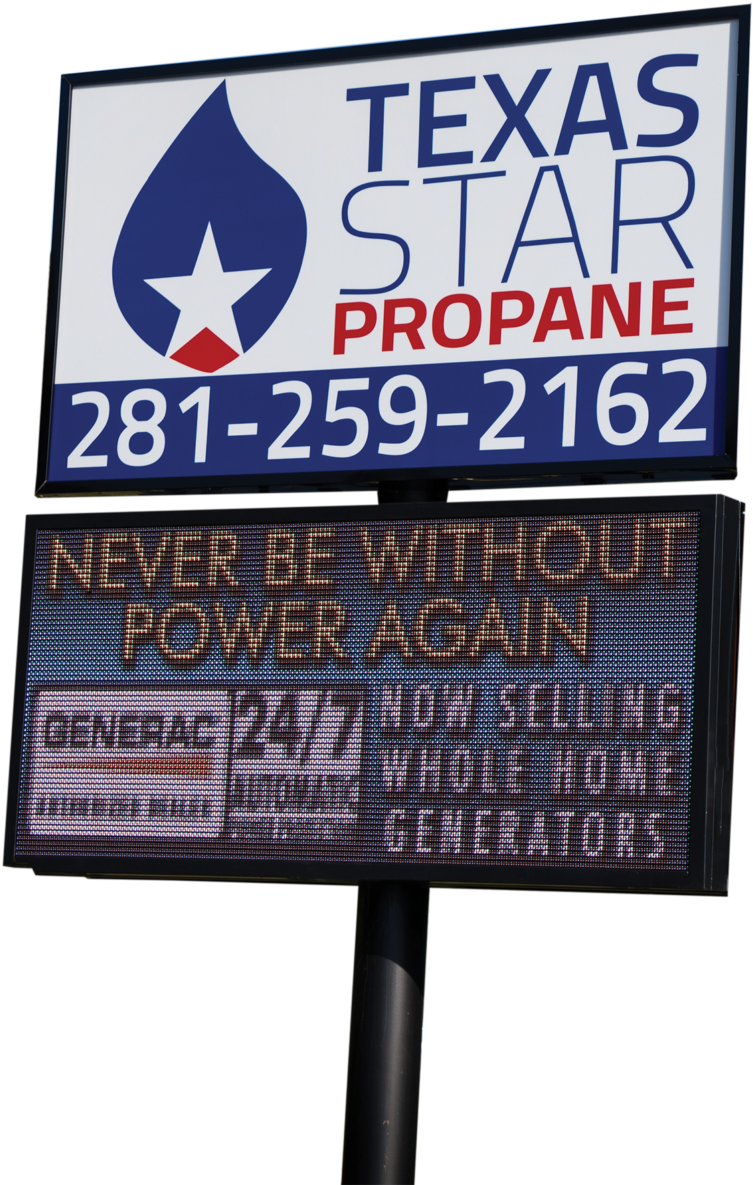 TEXAS
STAR
PROPANE
281-259-2162
NEVER BE WITHOUT
POWER AGAIN
GENERAC
24/7
AUTOMATIC
NOW SELLING
WHOLE HOME
GENERATORS